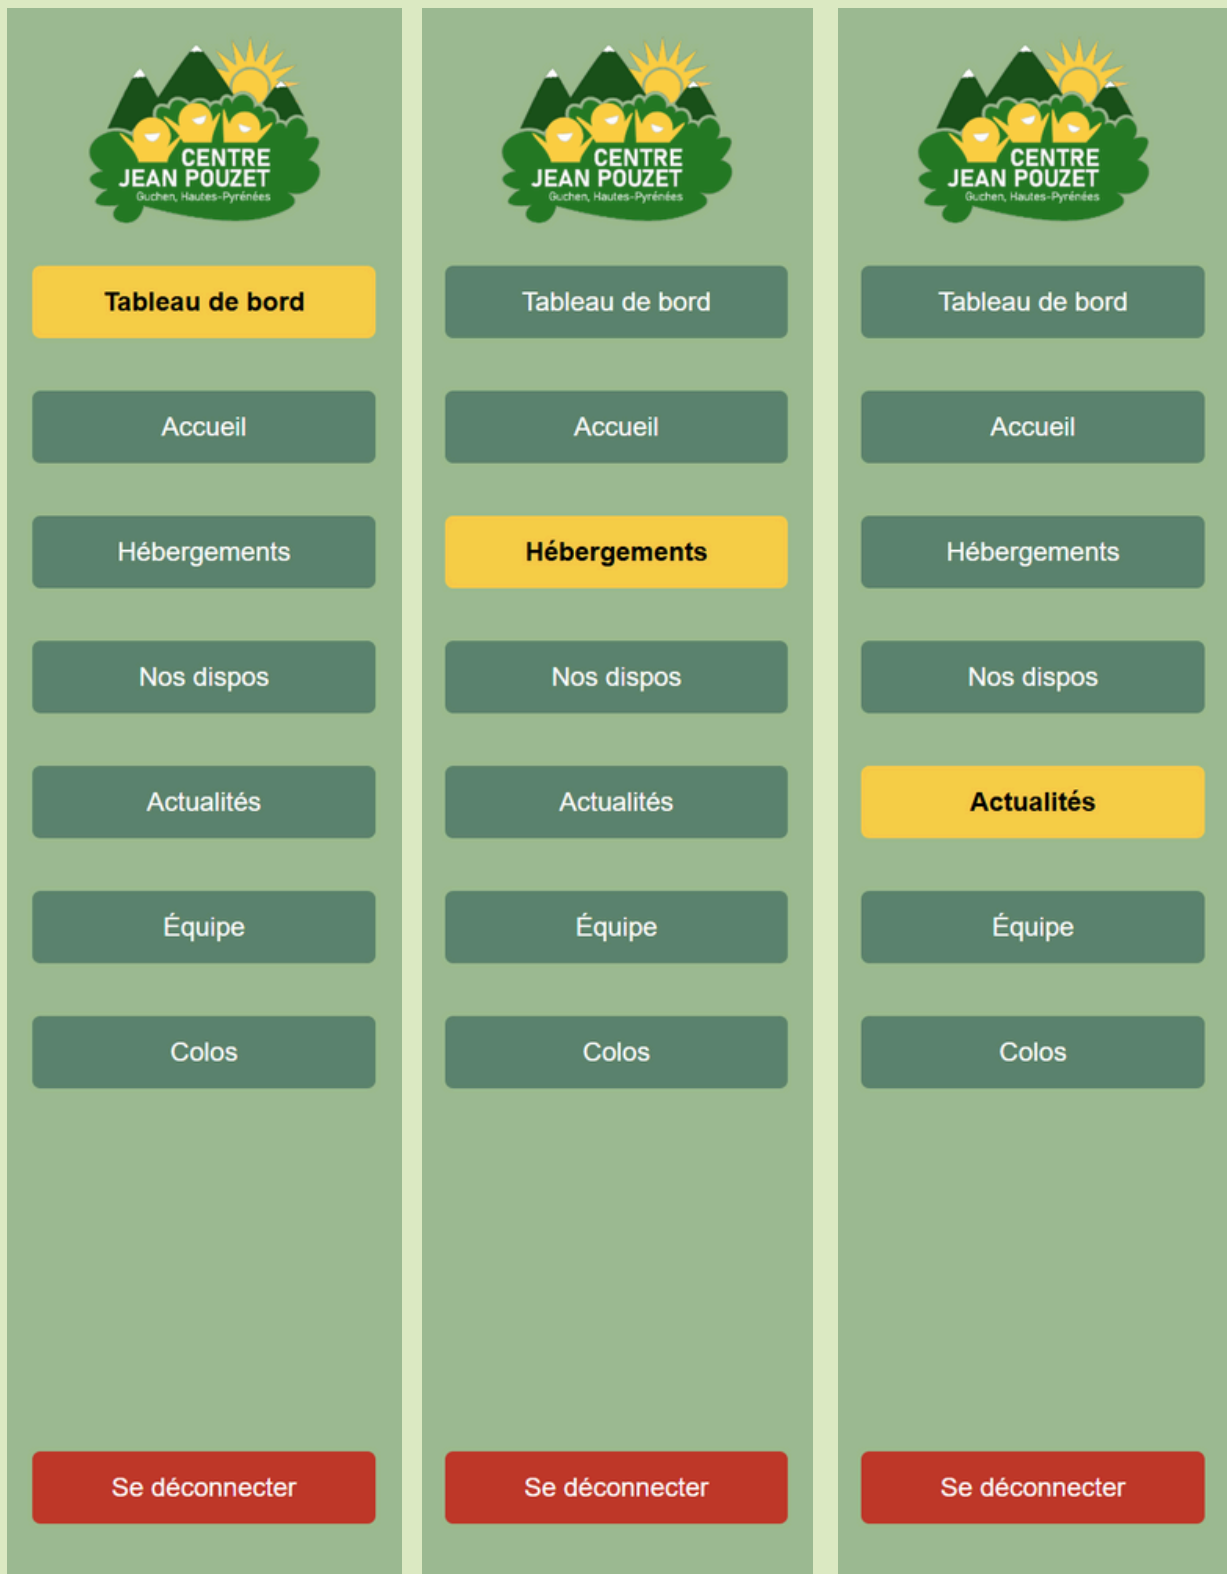 CENTRE
JEAN POUZET
Guchen, Hautes-Pyrénées
Tableau de bord
Accueil
Hébergements
Nos dispos
Actualités
Équipe
Colos
Se déconnecter
CENTRE
JEAN POUZET
Guchen, Hautes-Pyrénées
Tableau de bord
Accueil
Hébergements
Nos dispos
Actualités
Équipe
Colos
Se déconnecter
CENTRE
JEAN POUZET
Guchen, Hautes-Pyrénées
Tableau de bord
Accueil
Hébergements
Nos dispos
Actualités
Équipe
Colos
Se déconnecter